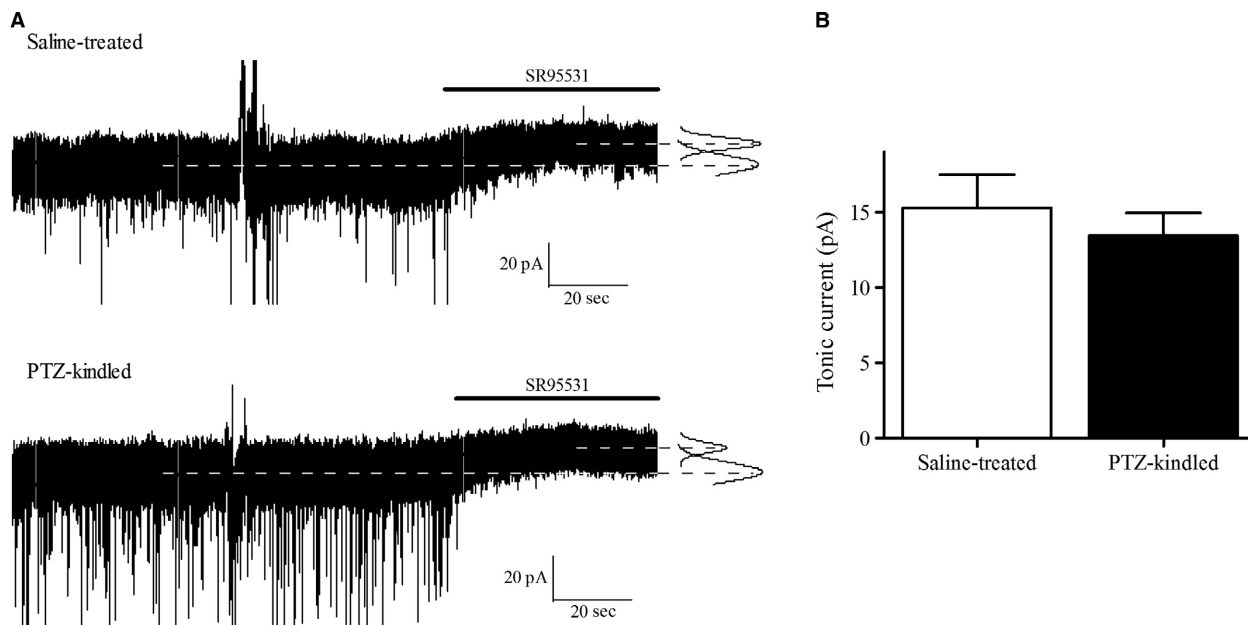 A
Saline-treated
SR95531
20 pA
20 sec
PTZ-kindled
SR95531
20 pA
20 sec
B
Tonic current (pA)
15
10
5
0
Saline-treated
PTZ-kindled